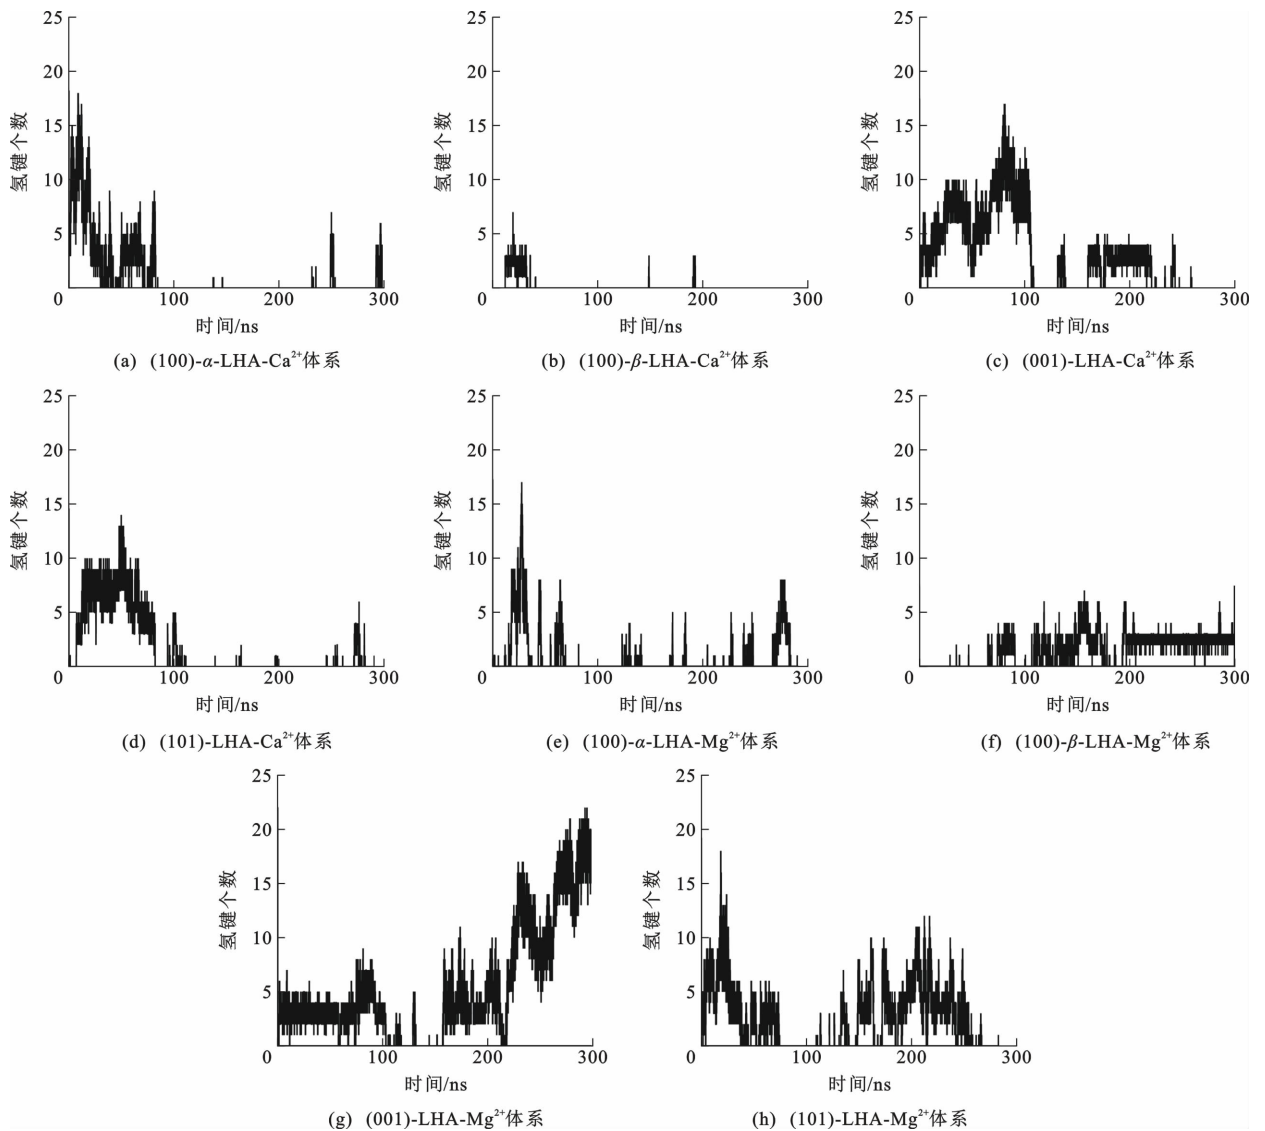 25 20 15 10 5 0 100 200 300
氢键个数
时间/ns
25 20 15 10 5 0 100 200 300
氢键个数
时间/ns
25 20 15 10 5 0 100 200 300
氢键个数
时间/ns
(a) (100)-α-LHA-Ca²⁺体系
(b) (100)-β-LHA-Ca²⁺体系
(c) (001)-LHA-Ca²⁺体系
25 20 15 10 5 0 100 200 300
氢键个数
时间/ns
25 20 15 10 5 0 100 200 300
氢键个数
时间/ns
25 20 15 10 5 0 100 200 300
氢键个数
时间/ns
(d) (101)-LHA-Ca²⁺体系
(e) (100)-α-LHA-Mg²⁺体系
(f) (100)-β-LHA-Mg²⁺体系
25 20 15 10 5 0 100 200 300
氢键个数
时间/ns
25 20 15 10 5 0 100 200 300
氢键个数
时间/ns
(g) (001)-LHA-Mg²⁺体系
(h) (101)-LHA-Mg²⁺体系